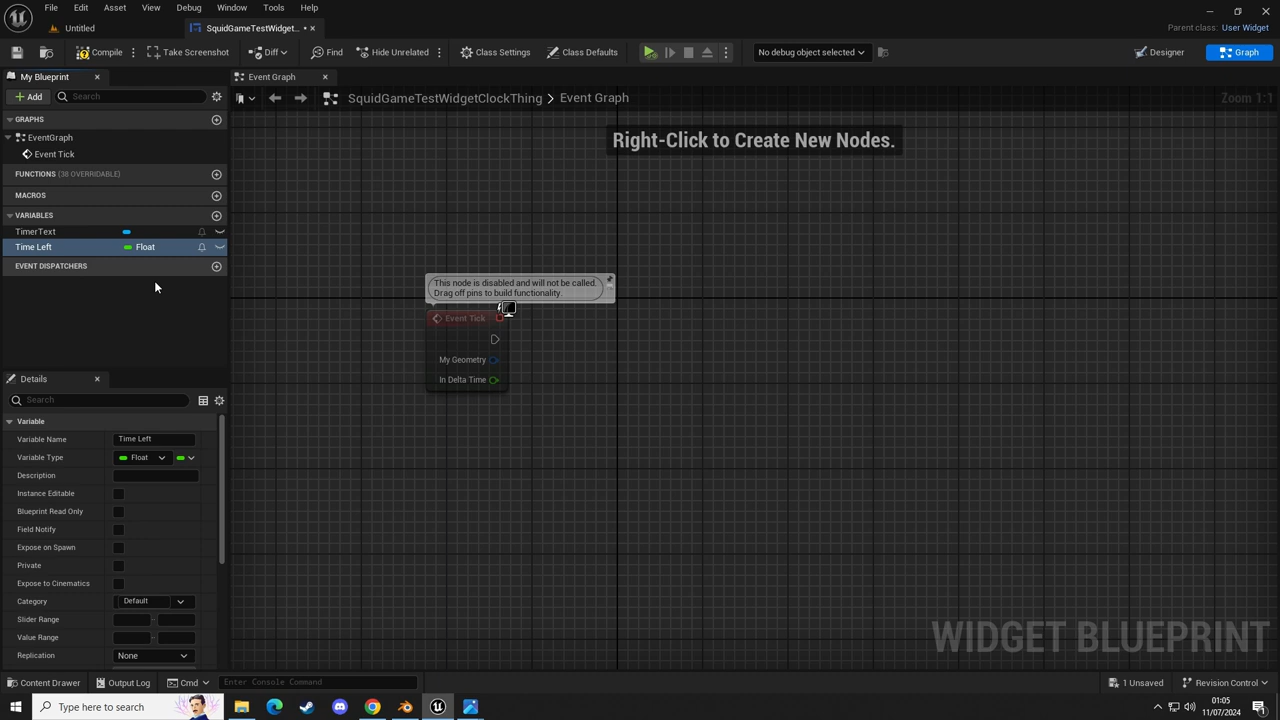 File Edit Asset View Debug Window Tools Help
Untitled
SquidGameTestWidget...
Parent class: User Widget
Compile
Take Screenshot
Diff
Find
Hide Unrelated
Class Settings
Class Defaults
No debug object selected
Designer
Graph
My Blueprint
Event Graph
Add
Search
SquidGameTestWidgetClockThing > Event Graph
Zoom 1:1
GRAPHS
EventGraph
Event Tick
FUNCTIONS (38 OVERRIDABLE)
MACROS
VARIABLES
TimerText
Time Left Float
EVENT DISPATCHERS
Right-Click to Create New Nodes.
This node is disabled and will not be called.
Drag off pins to build functionality.
Event Tick
My Geometry
In Delta Time
Details
Search
Variable
Variable Name Time Left
Variable Type Float
Description
Instance Editable
Blueprint Read Only
Field Notify
Expose on Spawn
Private
Expose to Cinematics
Category Default
Slider Range
Value Range
Replication None
WIDGET BLUEPRINT
Content Drawer
Output Log
Cmd
Enter Console Command
1 Unsaved
Revision Control
Type here to search
01:05
11/07/2024